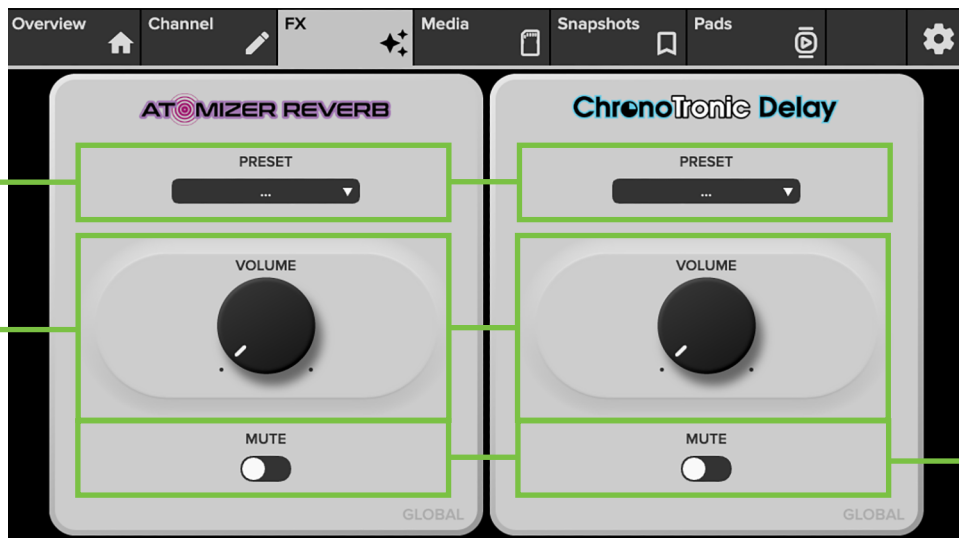 Overview
Channel
FX
Media
Snapshots
Pads
ATOMIZER REVERB
PRESET
...
VOLUME
MUTE
GLOBAL
ChronoTronic Delay
PRESET
...
VOLUME
MUTE
GLOBAL